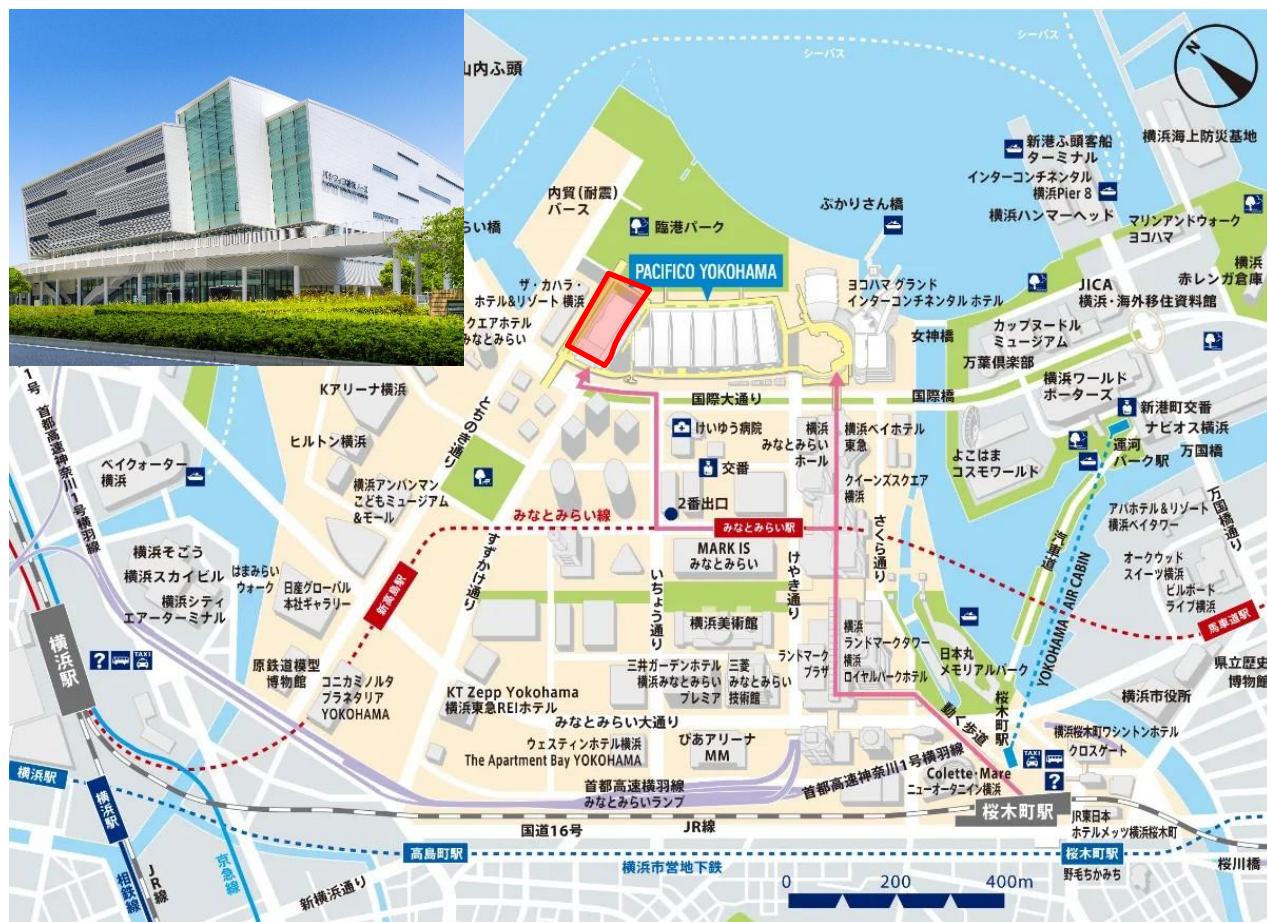 山内ふ頭
シーバス
シーバス
N
内貿(耐震)
バース
臨港パーク
ぷかりさん橋
新港ふ頭客船
ターミナル
インターコンチネンタル
横浜Pier 8
横浜ハンマーヘッド
横浜海上防災基地
マリンアンドウォーク
ヨコハマ
横浜
赤レンガ倉庫
らい橋
ザ・カハラ・
ホテル&リゾート 横浜
クエアホテル
みなとみらい
PACIFICO YOKOHAMA
ヨコハマ グランド
インターコンチネンタル ホテル
JICA
横浜・海外移住資料館
女神橋
カップヌードル
ミュージアム
万葉倶楽部
横浜ワールド
ポーターズ
新港町交番
ナビオス横浜
運河
パーク駅
万国橋
万国橋通り
1号 首都高速神奈川1号横羽線
Kアリーナ横浜
とちのき通り
国際大通り
国際橋
ヒルトン横浜
けいゆう病院
横浜
みなとみらい
ホール
横浜ベイホテル
東急
よこはま
コスモワールド
ベイクォーター
横浜
横浜アンパンマン
こどもミュージアム
&モール
交番
クイーンズスクエア
横浜
2番出口
みなとみらい線
みなとみらい駅
さくら通り
アパホテル&リゾート
横浜ベイタワー
汽車道
YOKOHAMA AIR CABIN
横浜そごう
横浜スカイビル
横浜シティ
エアーターミナル
はまみらい
ウォーク
日産グローバル
本社ギャラリー
新高島駅
すずかけ通り
MARK IS
みなとみらい
いちょう通り
けやき通り
オークウッド
スイーツ横浜
ビルボード
ライブ横浜
馬車道駅
横浜美術館
横浜
ランドマークタワー
横浜
ロイヤルパークホテル
ランドマーク
プラザ
日本丸
メモリアルパーク
横浜駅
? TAXI
原鉄道模型
博物館
コニカミノルタ
プラネタリア
YOKOHAMA
KT Zepp Yokohama
横浜東急REIホテル
三井ガーデンホテル
横浜みなとみらい
プレミア
三菱
みなとみらい
技術館
県立歴史
博物館
横浜市役所
動く歩道
桜木町駅
みなとみらい大通り
ウェスティンホテル横浜
The Apartment Bay YOKOHAMA
ぴあアリーナ
MM
横浜桜木町ワシントンホテル
クロスゲート
TAXI
?
首都高速横羽線
みなとみらいランプ
首都高速神奈川1号横羽線
Colette・Mare
ニューオータニイン横浜
桜木町駅
JR東日本
ホテルメッツ横浜桜木町
国道16号
JR線
横浜駅
横浜駅
高島町駅
横浜市営地下鉄
桜木町駅
野毛ちかみち
桜川橋
相鉄線
JR線
京急線
新横浜通り
0 200 400m